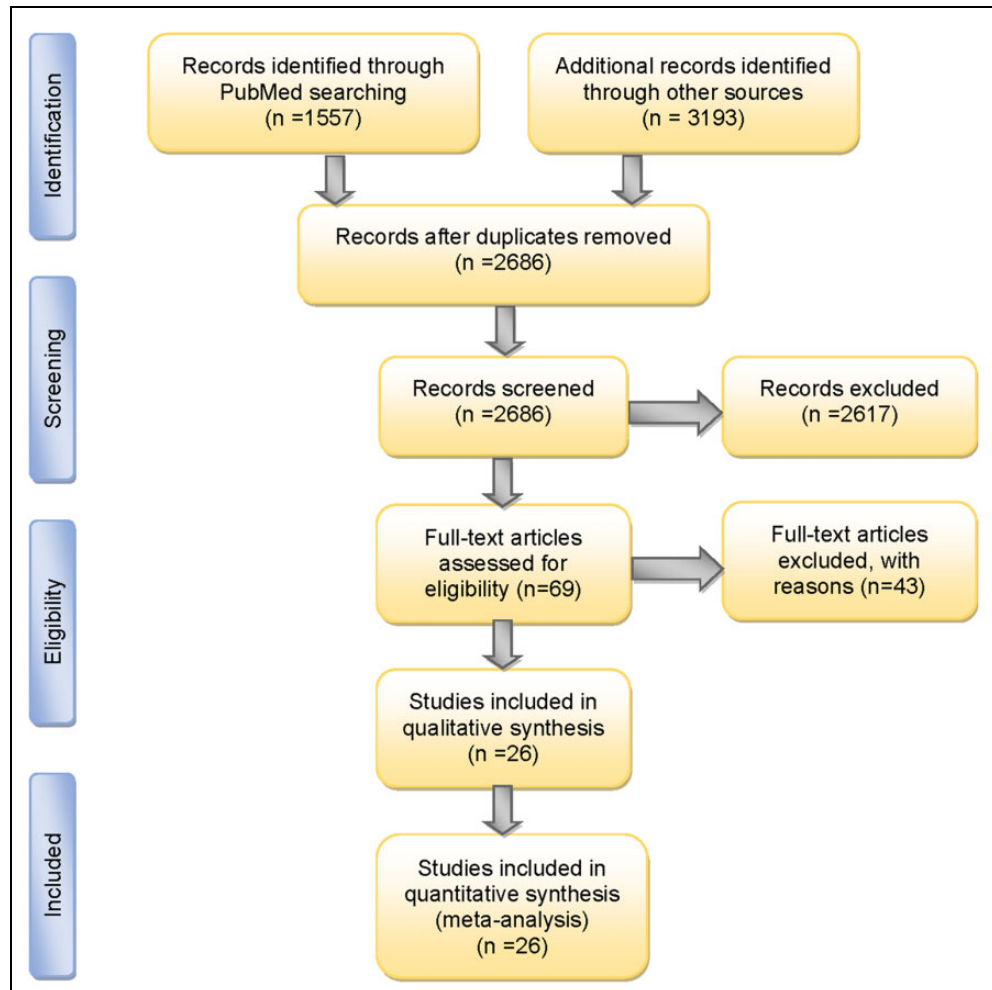 Identification
Records identified through
PubMed searching
(n =1557)
Additional records identified
through other sources
(n = 3193)
Records after duplicates removed
(n =2686)
Screening
Records screened
(n =2686)
Records excluded
(n =2617)
Eligibility
Full-text articles
assessed for
eligibility (n=69)
Full-text articles
excluded, with
reasons (n=43)
Studies included in
qualitative synthesis
(n =26)
Included
Studies included in
quantitative synthesis
(meta-analysis)
(n =26)